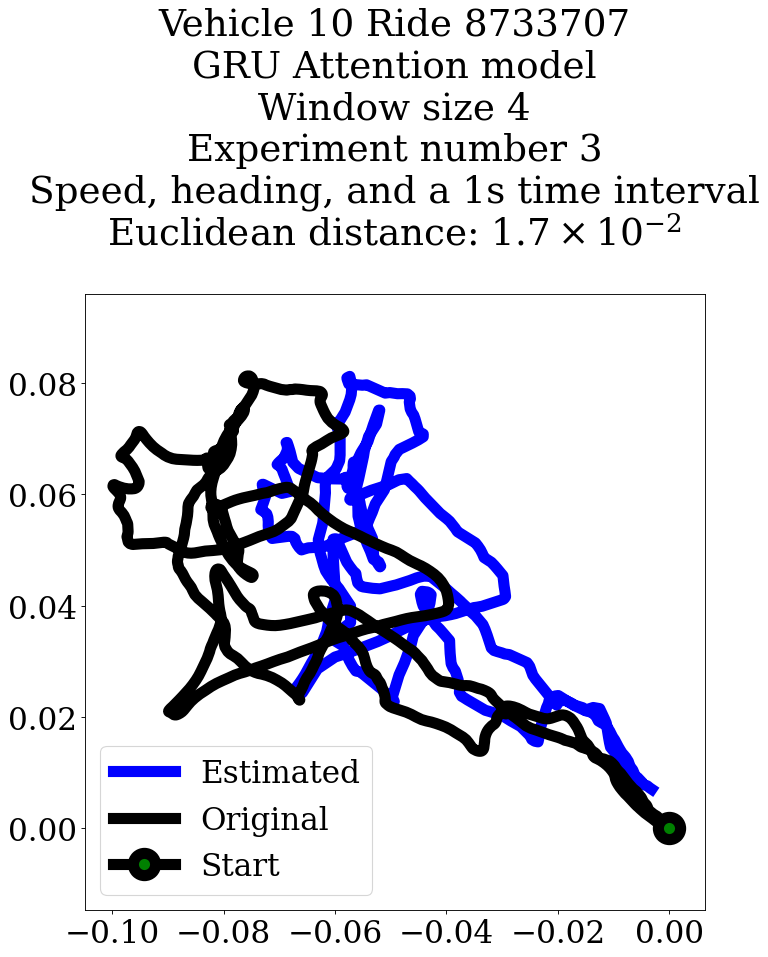 Vehicle 10 Ride 8733707
GRU Attention model
Window size 4
Experiment number 3
Speed, heading, and a 1s time interval
Euclidean distance: 1.7 × 10⁻²
0.08
0.06
0.04
0.02
0.00
Estimated
Original
Start
−0.10 −0.08 −0.06 −0.04 −0.02 0.00